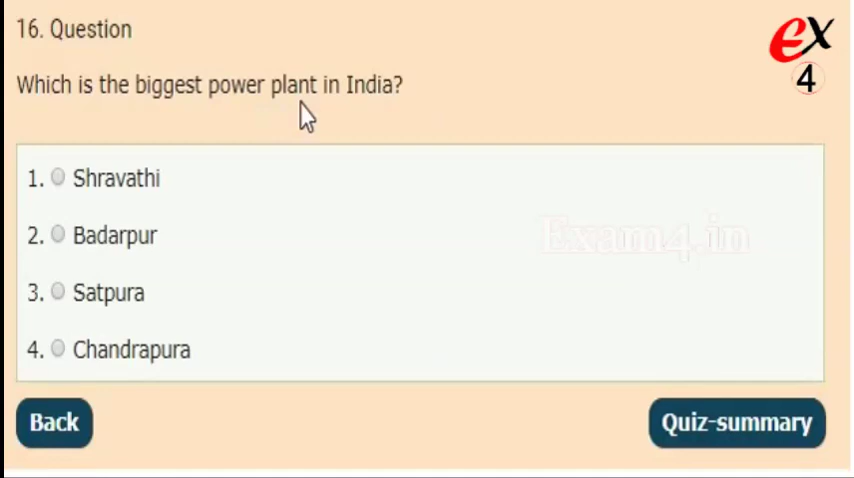 16. Question
ex
4
Which is the biggest power plant in India?
1. Shravathi
2. Badarpur
Exam4.in
3. Satpura
4. Chandrapura
Back
Quiz-summary